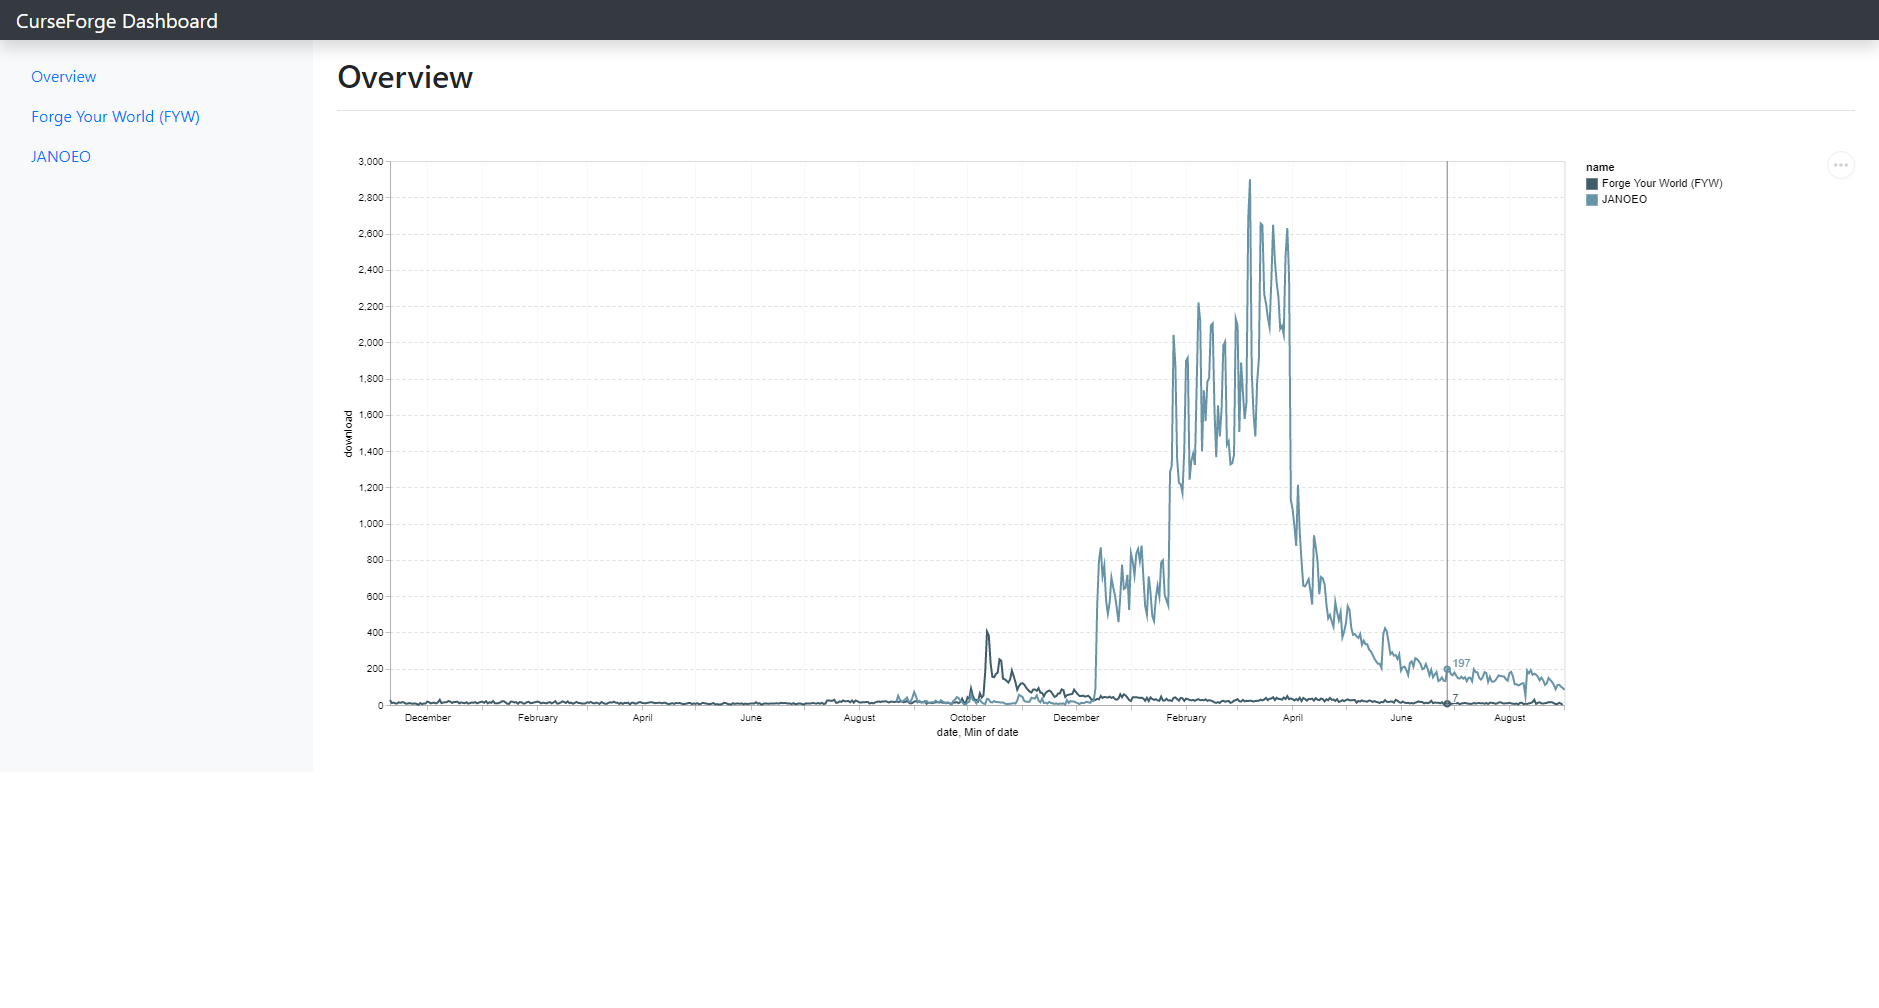 CurseForge Dashboard
Overview
Forge Your World (FYW)
JANOEO
Overview
3,000
2,800
2,600
2,400
2,200
2,000
1,800
1,600
1,400
1,200
1,000
800
600
400
200
0
download
197
7
December February April June August October December February April June August
date, Min of date
name
Forge Your World (FYW)
JANOEO